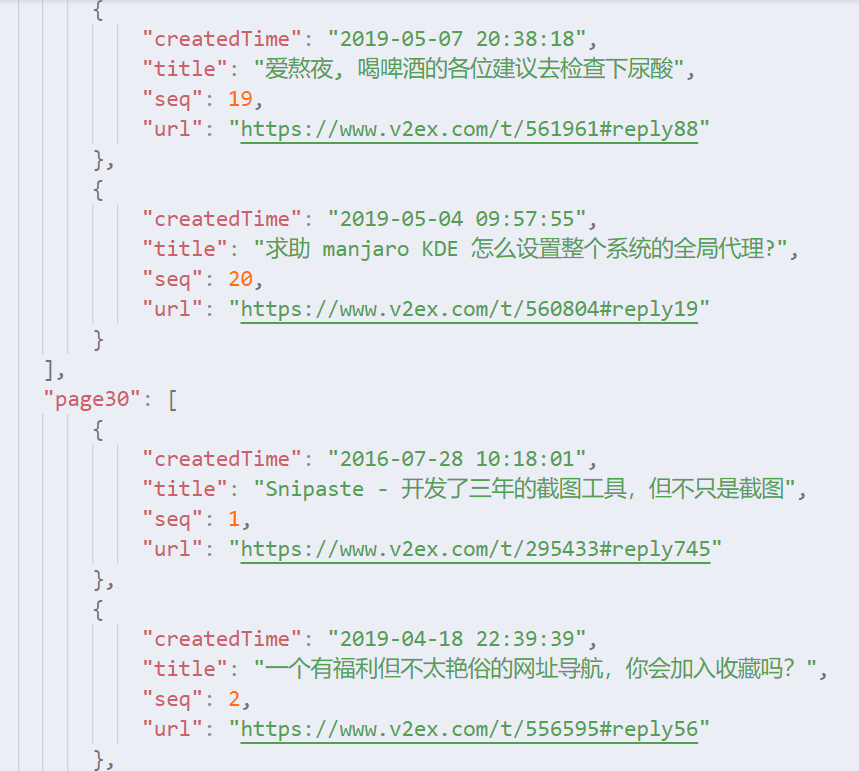 {
"createdTime": "2019-05-07 20:38:18",
"title": "爱熬夜, 喝啤酒的各位建议去检查下尿酸",
"seq": 19,
"url": "https://www.v2ex.com/t/561961#reply88"
},
{
"createdTime": "2019-05-04 09:57:55",
"title": "求助 manjaro KDE 怎么设置整个系统的全局代理?",
"seq": 20,
"url": "https://www.v2ex.com/t/560804#reply19"
}
],
"page30": [
{
"createdTime": "2016-07-28 10:18:01",
"title": "Snipaste - 开发了三年的截图工具，但不只是截图",
"seq": 1,
"url": "https://www.v2ex.com/t/295433#reply745"
},
{
"createdTime": "2019-04-18 22:39:39",
"title": "一个有福利但不太艳俗的网址导航，你会加入收藏吗？",
"seq": 2,
"url": "https://www.v2ex.com/t/556595#reply56"
},